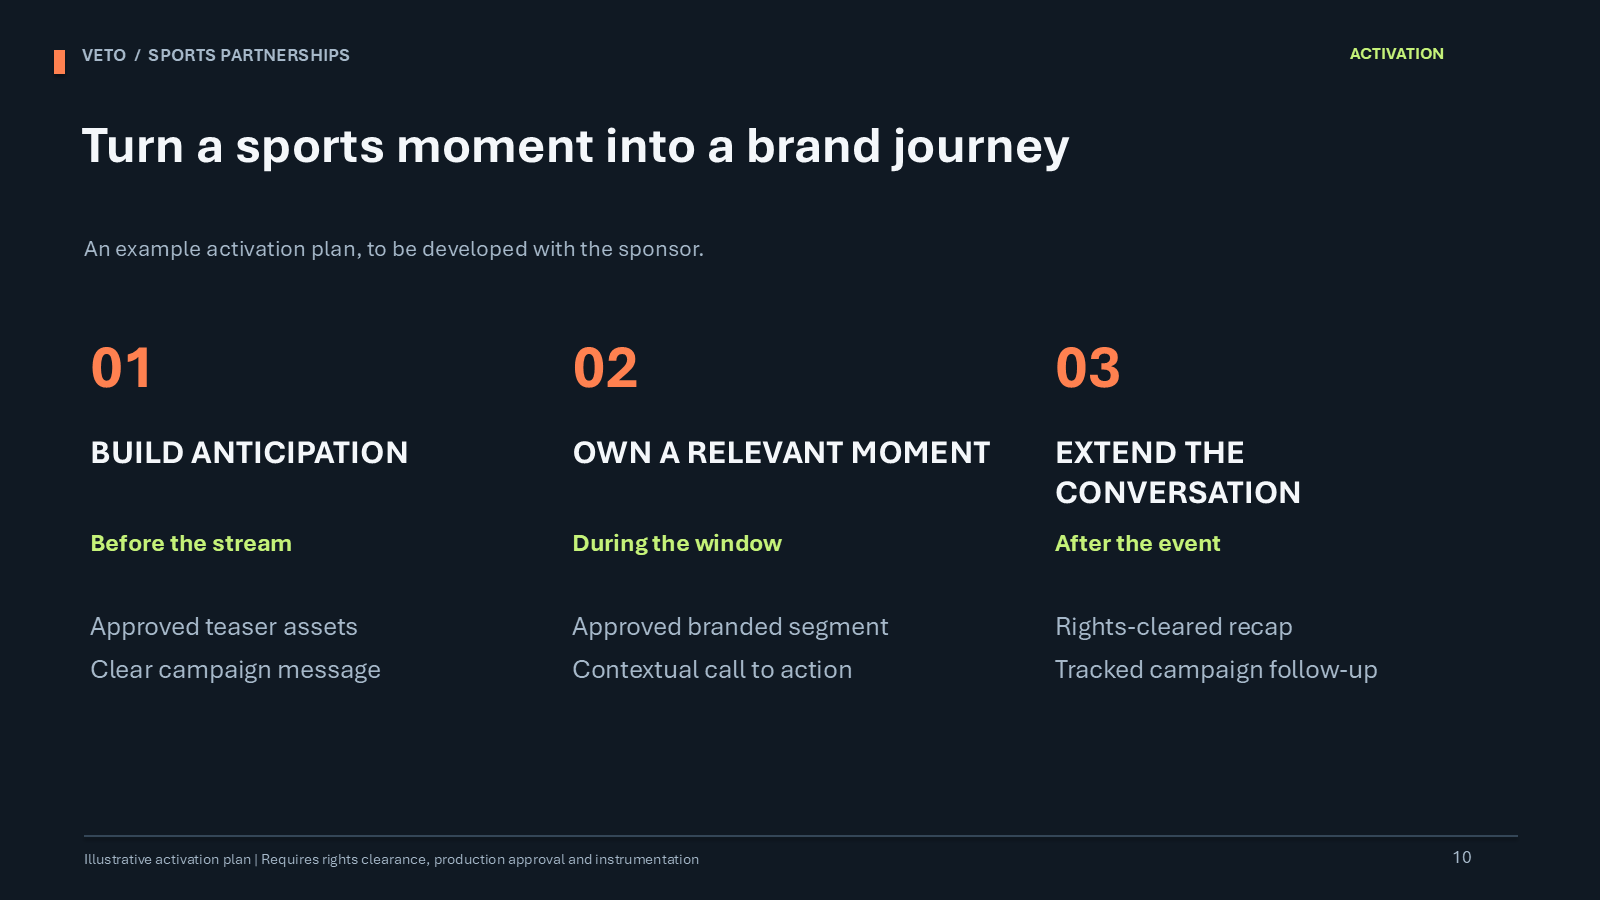 VETO / SPORTS PARTNERSHIPS
ACTIVATION
Turn a sports moment into a brand journey
An example activation plan, to be developed with the sponsor.
01
BUILD ANTICIPATION
Before the stream
Approved teaser assets
Clear campaign message
02
OWN A RELEVANT MOMENT
During the window
Approved branded segment
Contextual call to action
03
EXTEND THE
CONVERSATION
After the event
Rights-cleared recap
Tracked campaign follow-up
Illustrative activation plan | Requires rights clearance, production approval and instrumentation
10